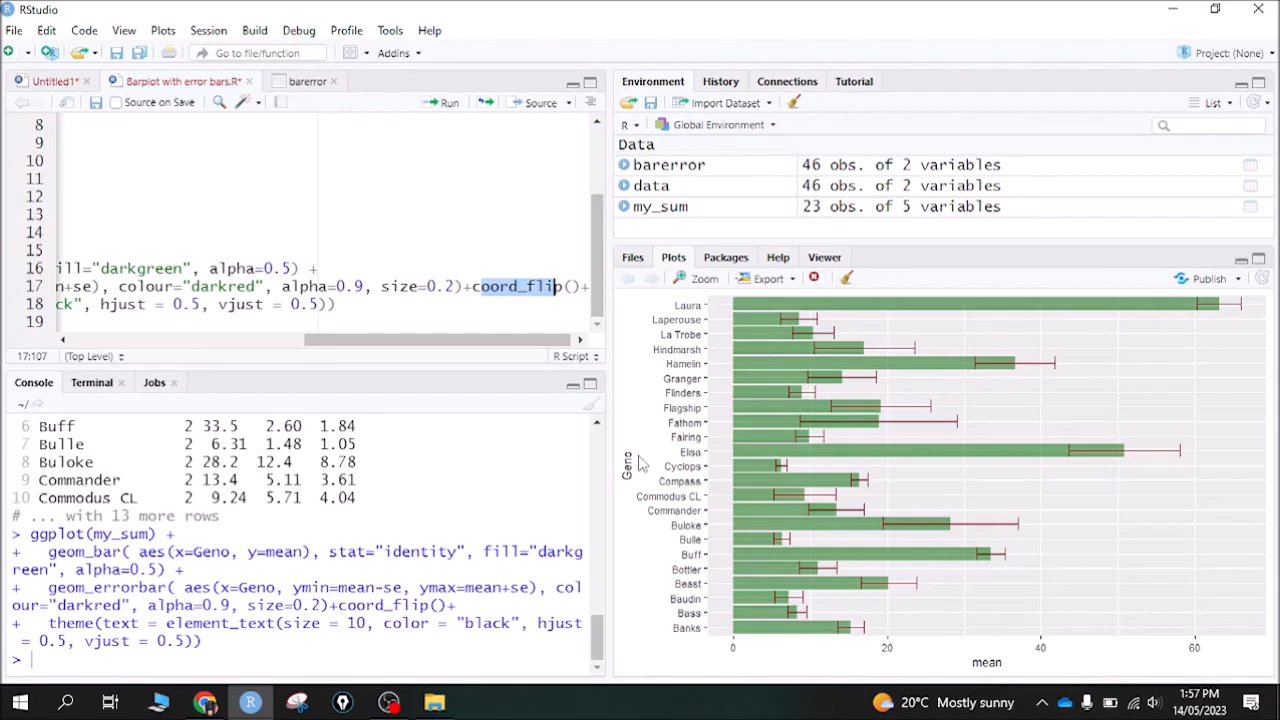 RStudio
File Edit Code View Plots Session Build Debug Profile Tools Help
Go to file/function Addins Project: (None)
Untitled1* Barplot with error bars.R* barerror
Source on Save Run Source
8
9
10
11
12
13
14
15
16 ill="darkgreen", alpha=0.5) +
17 n+se), colour="darkred", alpha=0.9, size=0.2)+coord_flip()+
18 ck", hjust = 0.5, vjust = 0.5))
19
17:107 (Top Level) R Script
Console Terminal Jobs
~/
6 Buff 2 33.5 2.60 1.84
7 Bulle 2 6.31 1.48 1.05
8 Buloke 2 28.2 12.4 8.78
9 Commander 2 13.4 5.11 3.61
10 Commodus CL 2 9.24 5.71 4.04
# ... with 13 more rows
> ggplot(my_sum) +
+ geom_bar( aes(x=Geno, y=mean), stat="identity", fill="darkg
reen", alpha=0.5) +
+ geom_errorbar( aes(x=Geno, ymin=mean-se, ymax=mean+se), col
our="darkred", alpha=0.9, size=0.2)+coord_flip()+
+ theme(text = element_text(size = 10, color = "black", hjust
= 0.5, vjust = 0.5))
>
Environment History Connections Tutorial
Import Dataset List
R Global Environment
Data
barerror 46 obs. of 2 variables
data 46 obs. of 2 variables
my_sum 23 obs. of 5 variables
Files Plots Packages Help Viewer
Zoom Export Publish
Laura
Laperouse
La Trobe
Hindmarsh
Hamelin
Granger
Flinders
Flagship
Fathom
Fairing
Elisa
Cyclops
Compass
Commodus CL
Commander
Buloke
Bulle
Buff
Bottler
Beast
Baudin
Bass
Banks
Geno
0 20 40 60
mean
20°C Mostly sunny
1:57 PM
14/05/2023